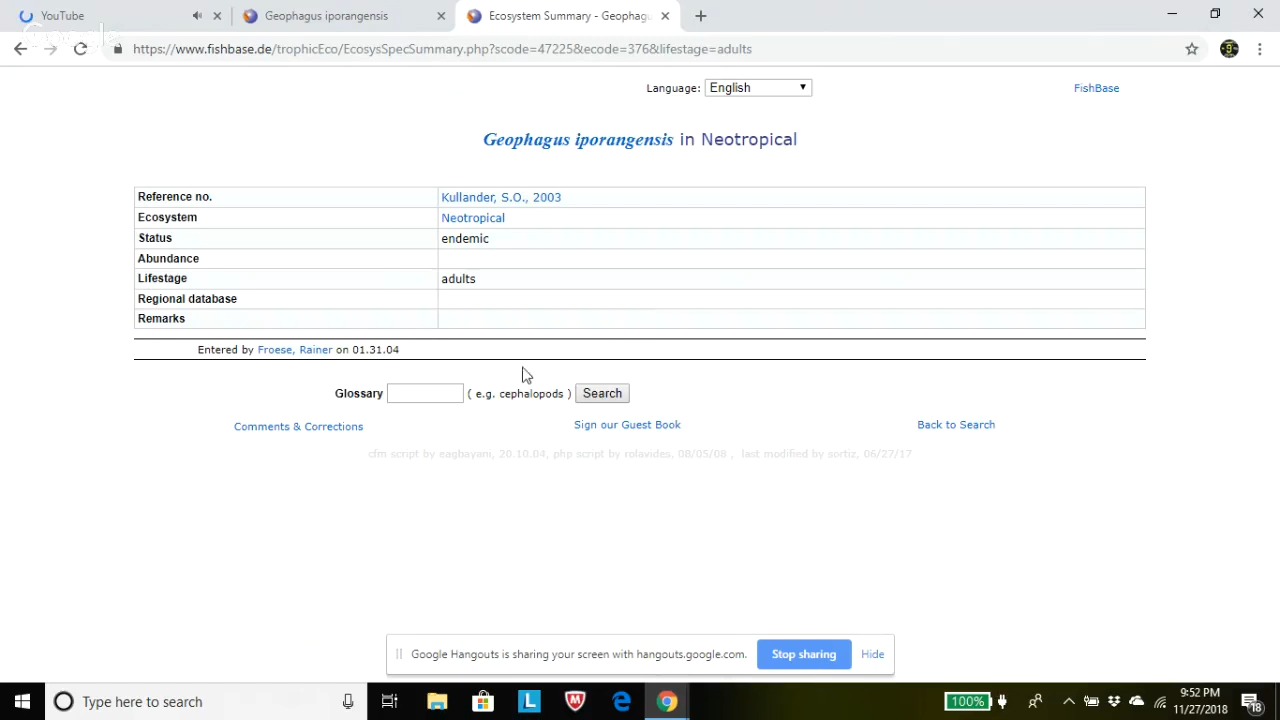 YouTube
Geophagus iporangensis
Ecosystem Summary - Geophagu
https://www.fishbase.de/trophicEco/EcosysSpecSummary.php?scode=47225&ecode=376&lifestage=adults
Language: English FishBase
Geophagus iporangensis in Neotropical
Reference no. Kullander, S.O., 2003
Ecosystem Neotropical
Status endemic
Abundance
Lifestage adults
Regional database
Remarks
Entered by Froese, Rainer on 01.31.04
Glossary ( e.g. cephalopods ) Search
Comments & Corrections Sign our Guest Book Back to Search
cfm script by eagbayani, 20.10.04, php script by rolavides, 08/05/08 , last modified by sortiz, 06/27/17
Google Hangouts is sharing your screen with hangouts.google.com. Stop sharing Hide
Type here to search
100%
9:52 PM
11/27/2018
18